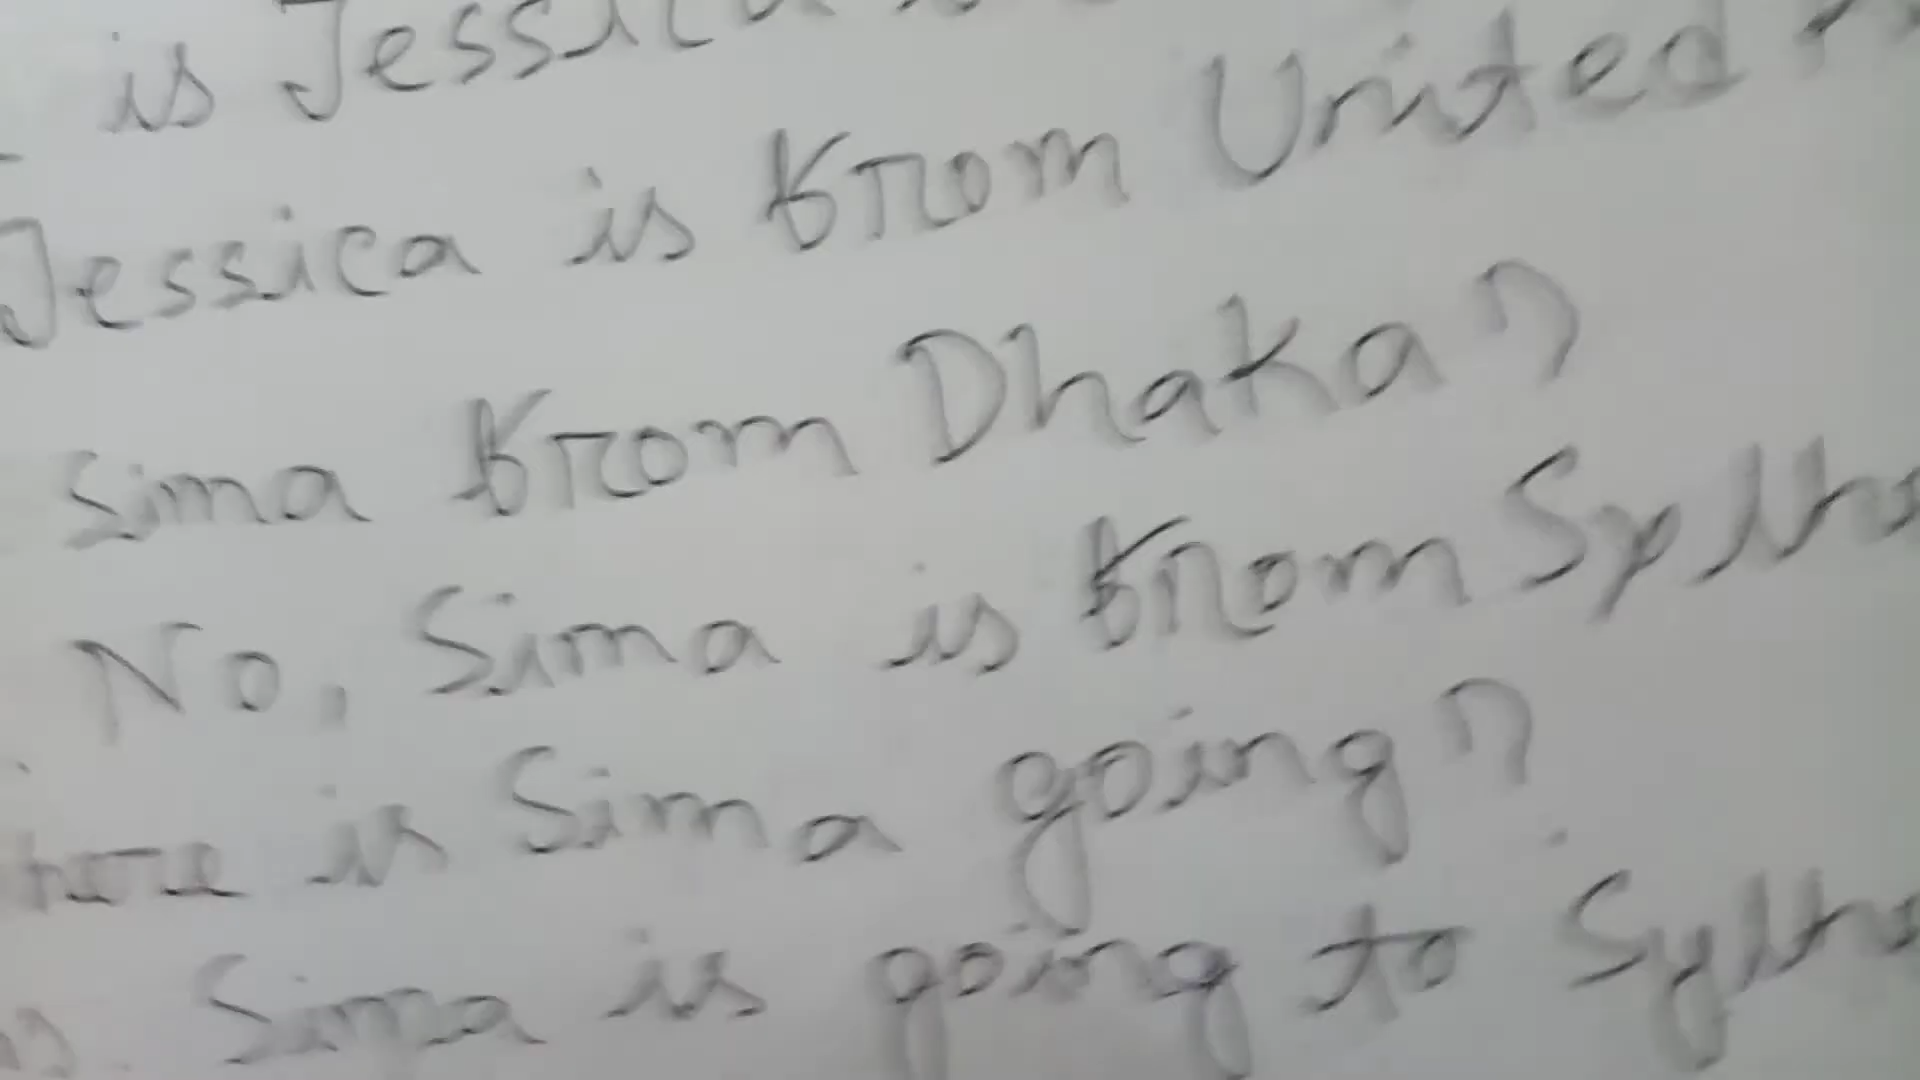 is Jessica
Jessica is from United
Sima from Dhaka?
No, Sima is from
is Sima going?
Sima is going to